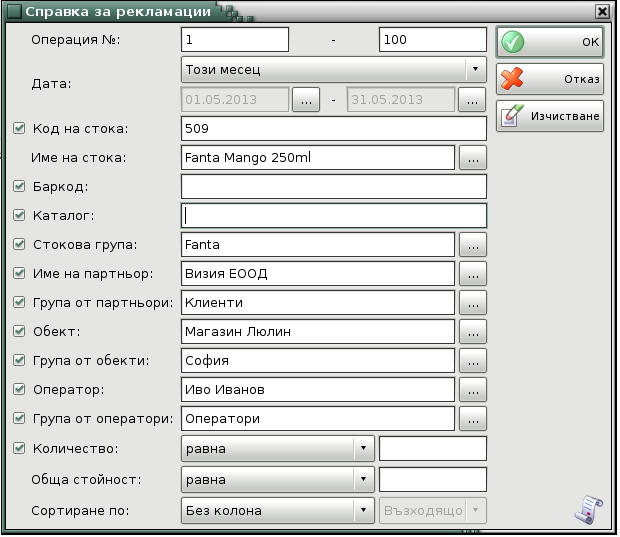 Справка за рекламации
Операция №: 1 - 100
ОК
Дата: Този месец
Отказ
01.05.2013 ... - 31.05.2013 ...
Изчистване
Код на стока: 509
Име на стока: Fanta Mango 250ml ...
Баркод:
Каталог:
Стокова група: Fanta ...
Име на партньор: Визия ЕООД ...
Група от партньори: Клиенти ...
Обект: Магазин Люлин ...
Група от обекти: София ...
Оператор: Иво Иванов ...
Група от оператори: Оператори ...
Количество: равна
Обща стойност: равна
Сортиране по: Без колона Възходящо